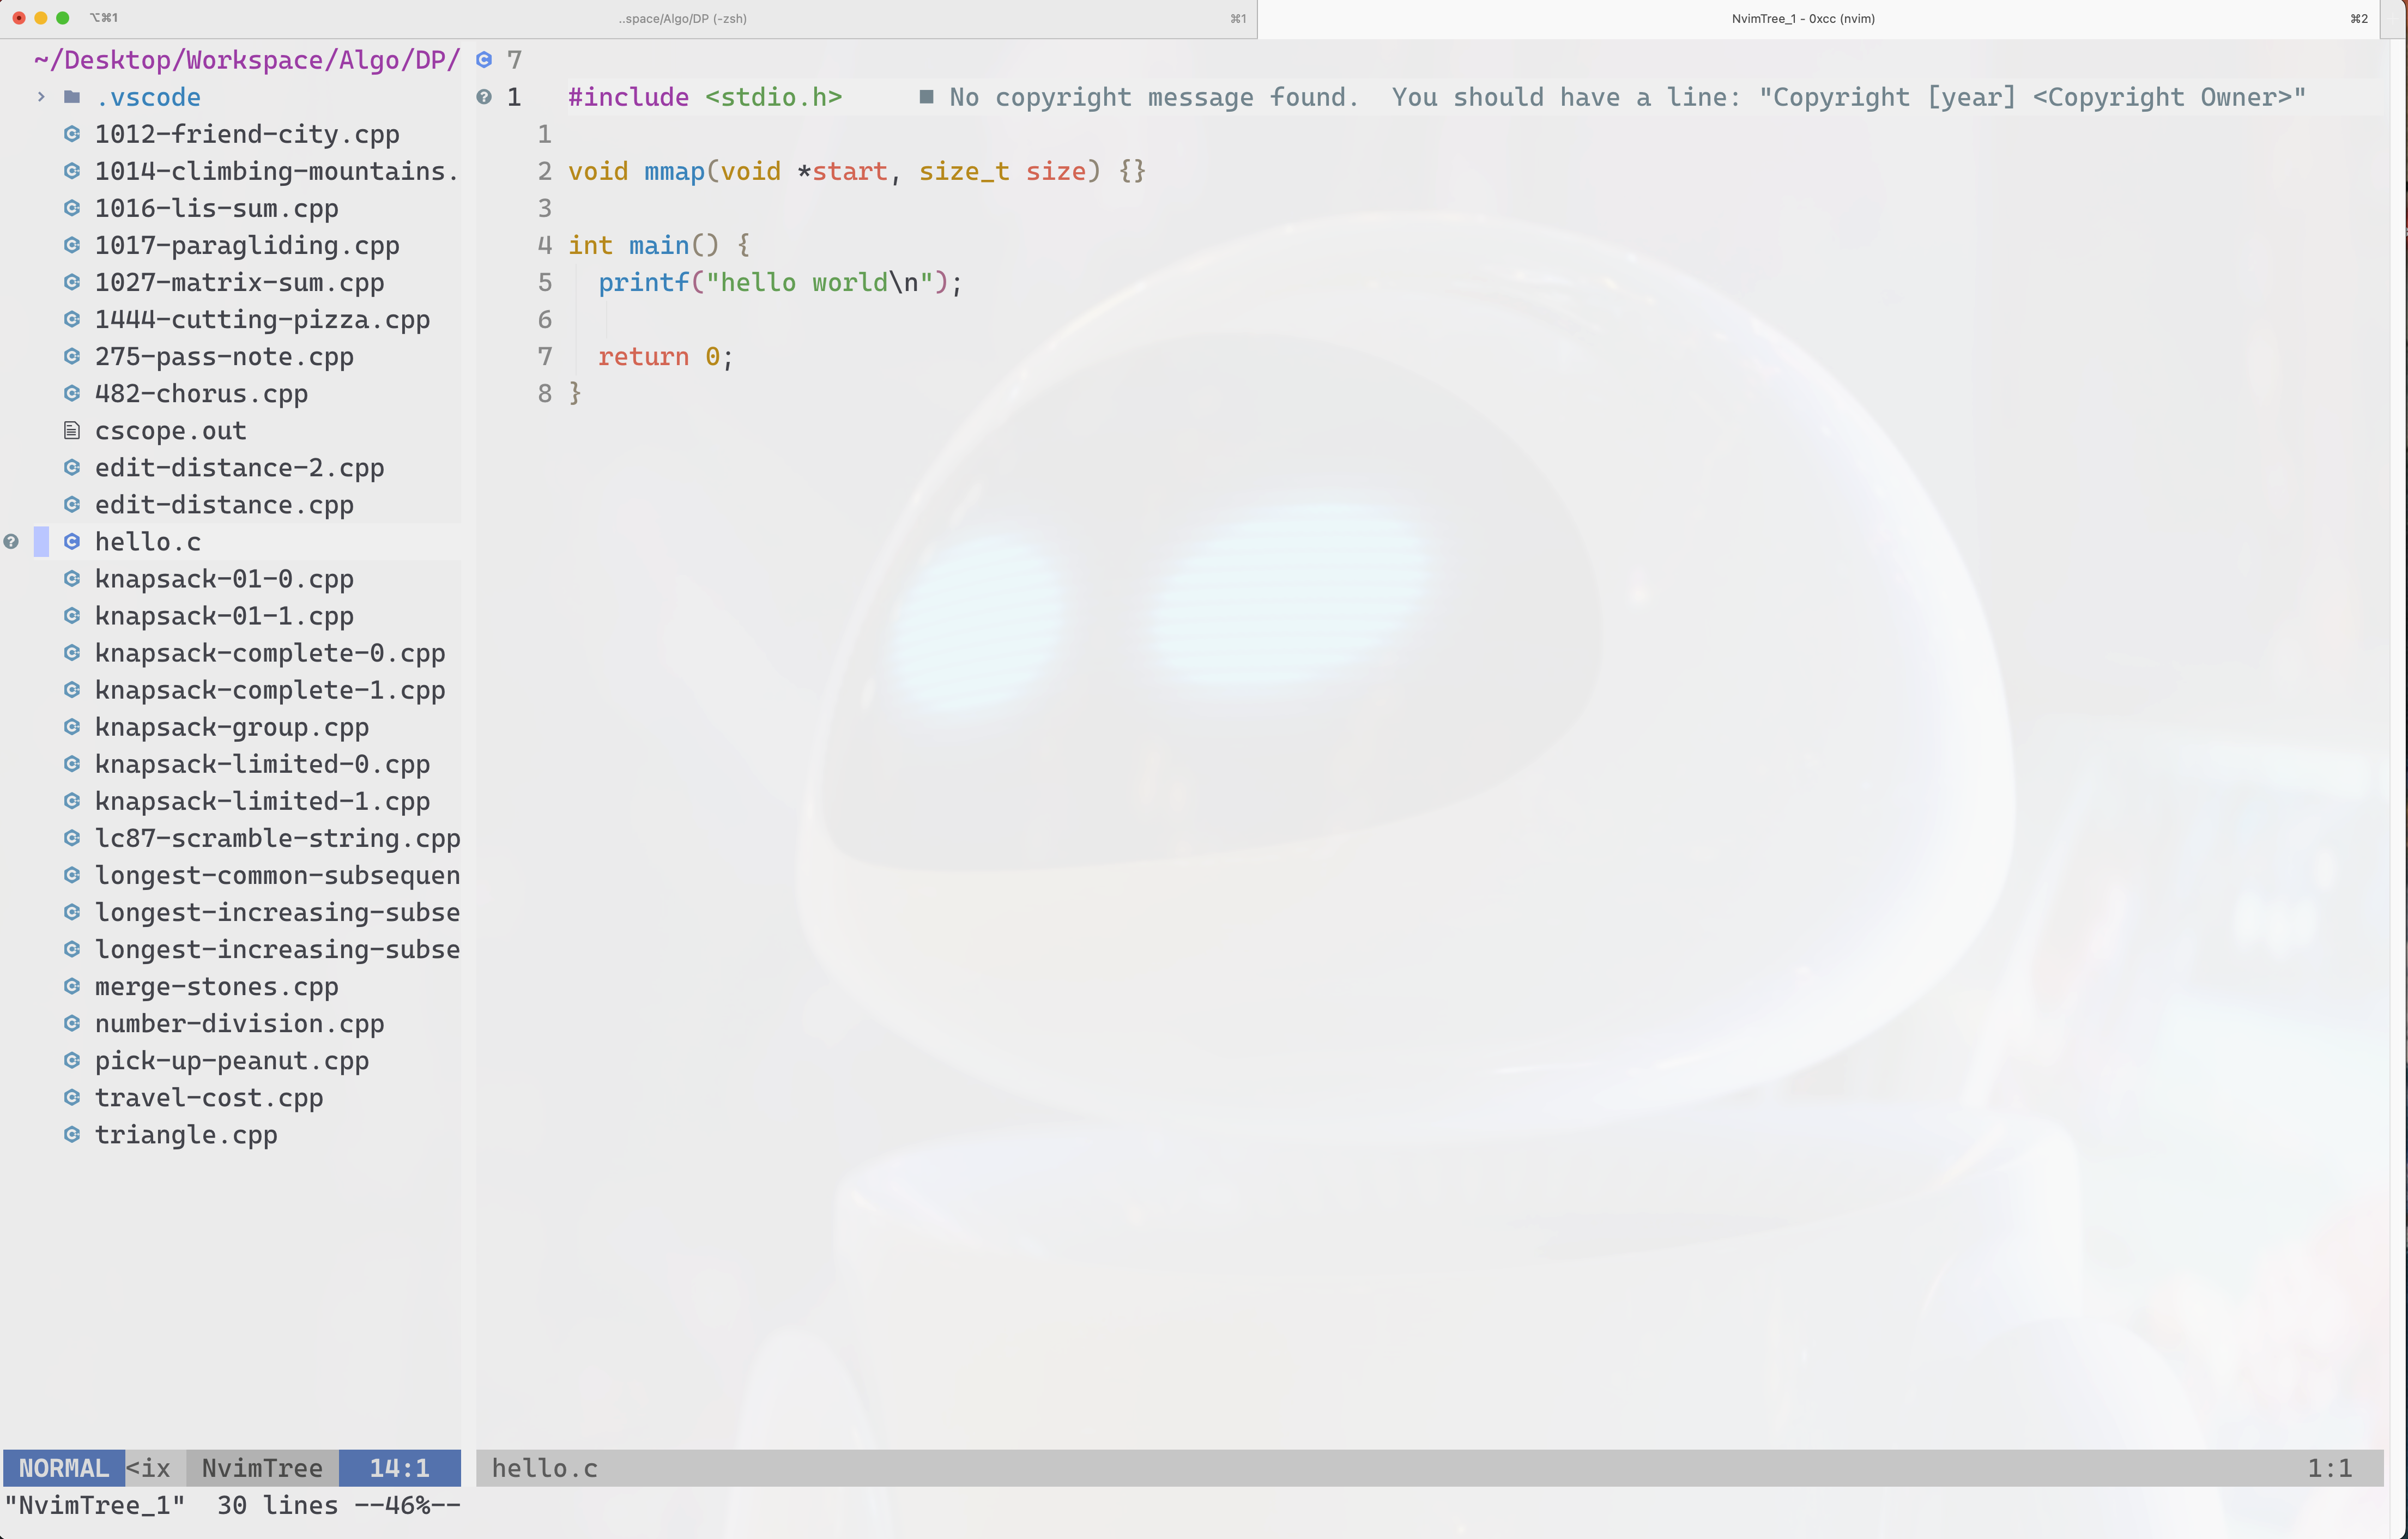 ⌥⌘1
..space/Algo/DP (-zsh) ⌘1
NvimTree_1 - 0xcc (nvim) ⌘2
~/Desktop/Workspace/Algo/DP/
.vscode
1012-friend-city.cpp
1014-climbing-mountains.
1016-lis-sum.cpp
1017-paragliding.cpp
1027-matrix-sum.cpp
1444-cutting-pizza.cpp
275-pass-note.cpp
482-chorus.cpp
cscope.out
edit-distance-2.cpp
edit-distance.cpp
hello.c
knapsack-01-0.cpp
knapsack-01-1.cpp
knapsack-complete-0.cpp
knapsack-complete-1.cpp
knapsack-group.cpp
knapsack-limited-0.cpp
knapsack-limited-1.cpp
lc87-scramble-string.cpp
longest-common-subsequen
longest-increasing-subse
longest-increasing-subse
merge-stones.cpp
number-division.cpp
pick-up-peanut.cpp
travel-cost.cpp
triangle.cpp
7
1 #include <stdio.h> ■ No copyright message found.  You should have a line: "Copyright [year] <Copyright Owner>"
1
2 void mmap(void *start, size_t size) {}
3
4 int main() {
5   printf("hello world\n");
6
7   return 0;
8 }
NORMAL <ix NvimTree 14:1
hello.c 1:1
"NvimTree_1"  30 lines --46%--